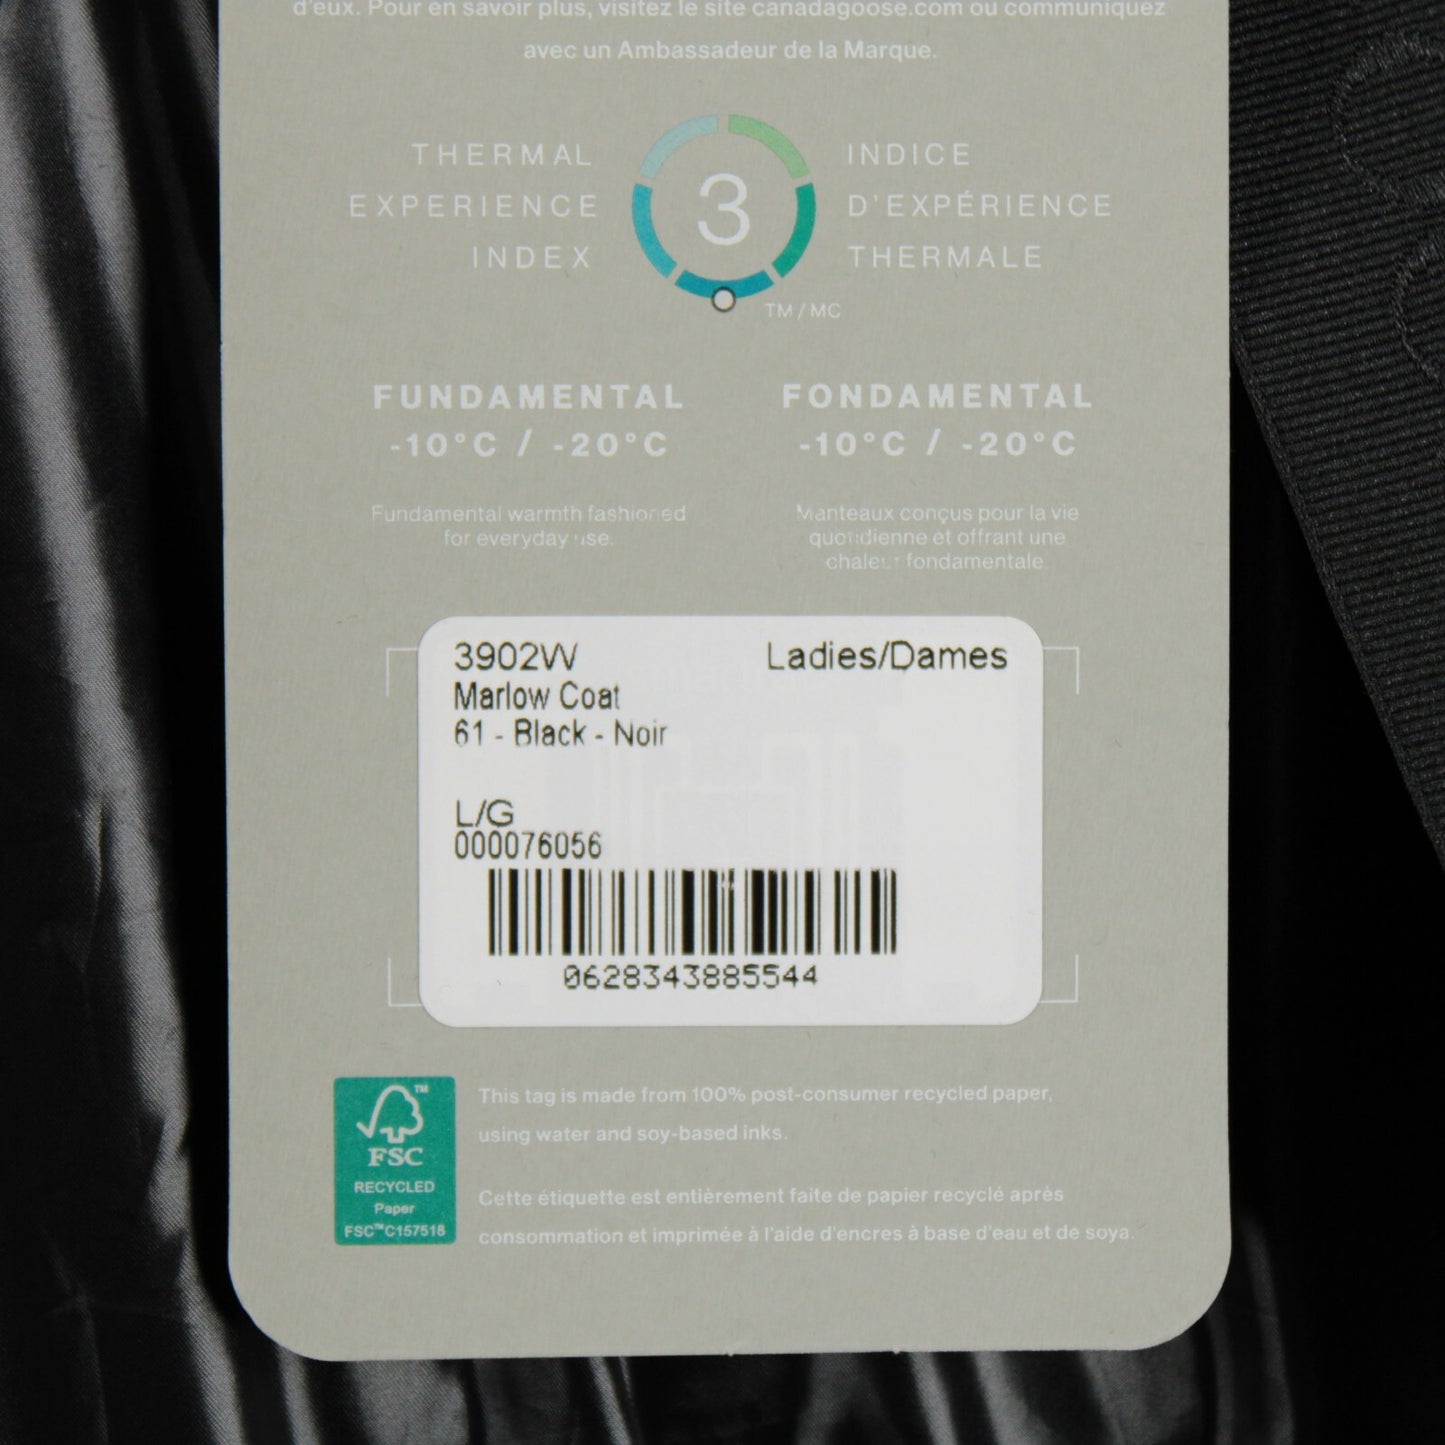 d'eux. Pour en savoir plus, visitez le site canadagoose.com ou communiquez
avec un Ambassadeur de la Marque.
THERMAL
EXPERIENCE
INDEX
3
INDICE
D'EXPÉRIENCE
THERMALE
TM/MC
FUNDAMENTAL
-10°C / -20°C
Fundamental warmth fashioned
for everyday use.
FONDAMENTAL
-10°C / -20°C
Manteaux conçus pour la vie
quotidienne et offrant une
chaleur fondamentale.
3902W Ladies/Dames
Marlow Coat
61 - Black - Noir
L/G
000076056
0628343885544
TM
FSC
RECYCLED
Paper
FSC™C157518
This tag is made from 100% post-consumer recycled paper,
using water and soy-based inks.
Cette étiquette est entièrement faite de papier recyclé après
consommation et imprimée à l'aide d'encres à base d'eau et de soya.